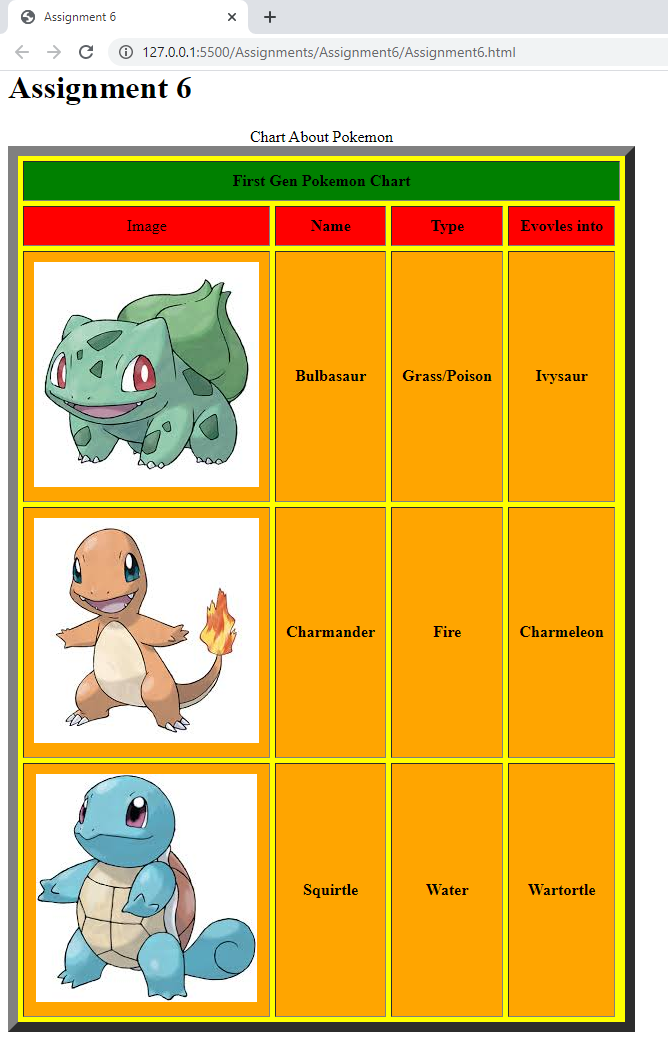 Assignment 6
127.0.0.1:5500/Assignments/Assignment6/Assignment6.html
Assignment 6
Chart About Pokemon
First Gen Pokemon Chart
Image Name Type Evovles into
Bulbasaur Grass/Poison Ivysaur
Charmander Fire Charmeleon
Squirtle Water Wartortle